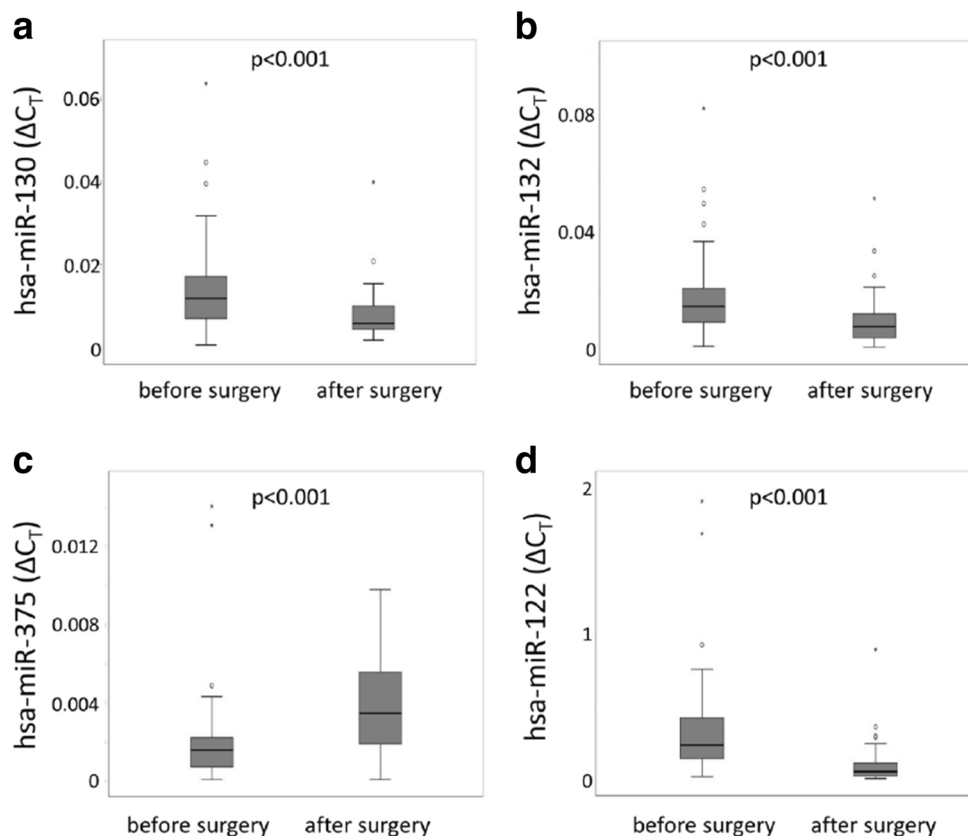 a
p<0.001
hsa-miR-130 (ΔCT)
0.06
0.04
0.02
0
before surgery after surgery
b
p<0.001
hsa-miR-132 (ΔCT)
0.08
0.04
0
before surgery after surgery
c
p<0.001
hsa-miR-375 (ΔCT)
0.012
0.008
0.004
0
before surgery after surgery
d
p<0.001
hsa-miR-122 (ΔCT)
2
1
0
before surgery after surgery